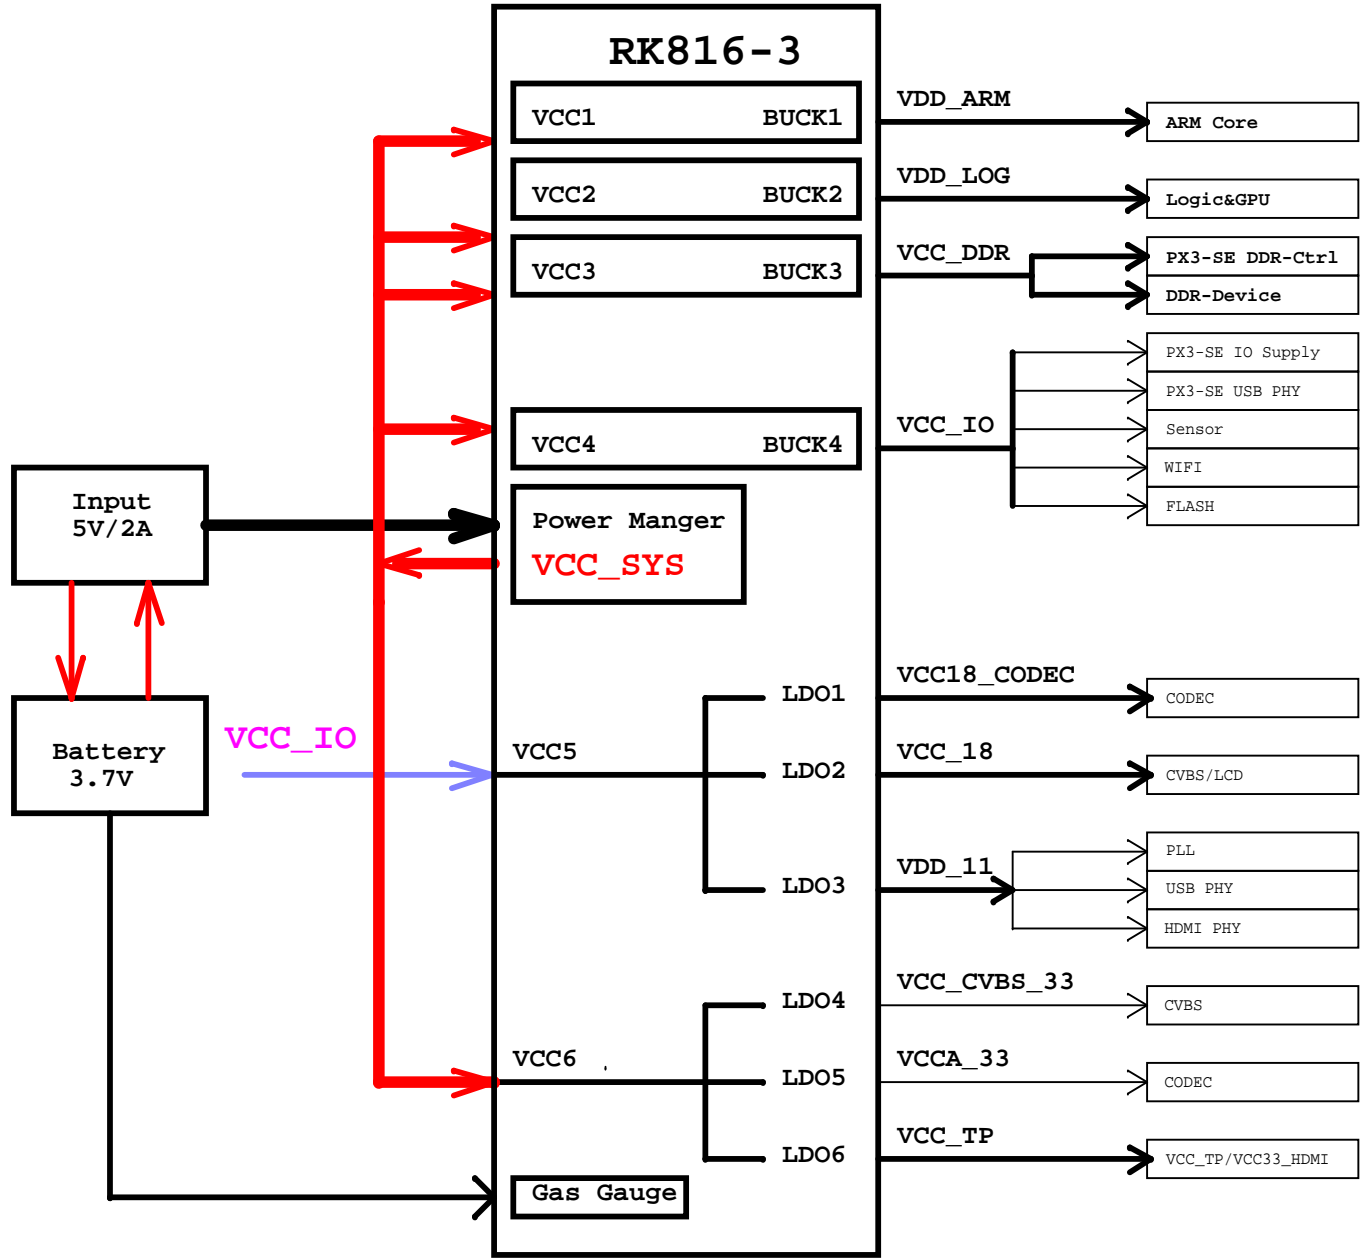 RK816-3
VCC1 BUCK1
VDD_ARM
ARM Core
VCC2 BUCK2
VDD_LOG
Logic&GPU
VCC3 BUCK3
VCC_DDR
PX3-SE DDR-Ctrl
DDR-Device
PX3-SE IO Supply
PX3-SE USB PHY
VCC4 BUCK4
VCC_IO
Sensor
WIFI
FLASH
Input
5V/2A
Power Manger
VCC_SYS
Battery
3.7V
VCC_IO
VCC5
LDO1
VCC18_CODEC
CODEC
LDO2
VCC_18
CVBS/LCD
LDO3
VDD_11
PLL
USB PHY
HDMI PHY
LDO4
VCC_CVBS_33
CVBS
VCC6
LDO5
VCCA_33
CODEC
LDO6
VCC_TP
VCC_TP/VCC33_HDMI
Gas Gauge